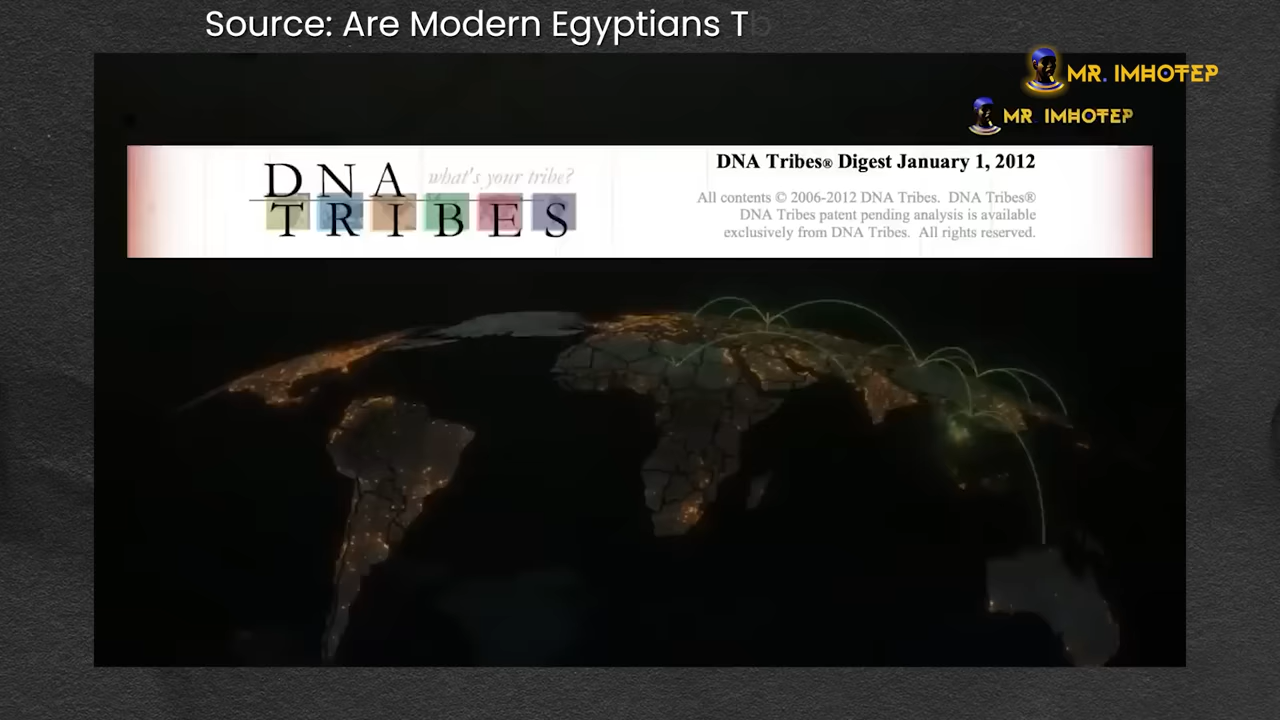 Source: Are Modern Egyptians T
MR. IMHOTEP
MR IMHOTEP
DNA what's your tribe?
TRIBES
DNA Tribes® Digest January 1, 2012
All contents © 2006-2012 DNA Tribes. DNA Tribes®
DNA Tribes patent pending analysis is available
exclusively from DNA Tribes. All rights reserved.